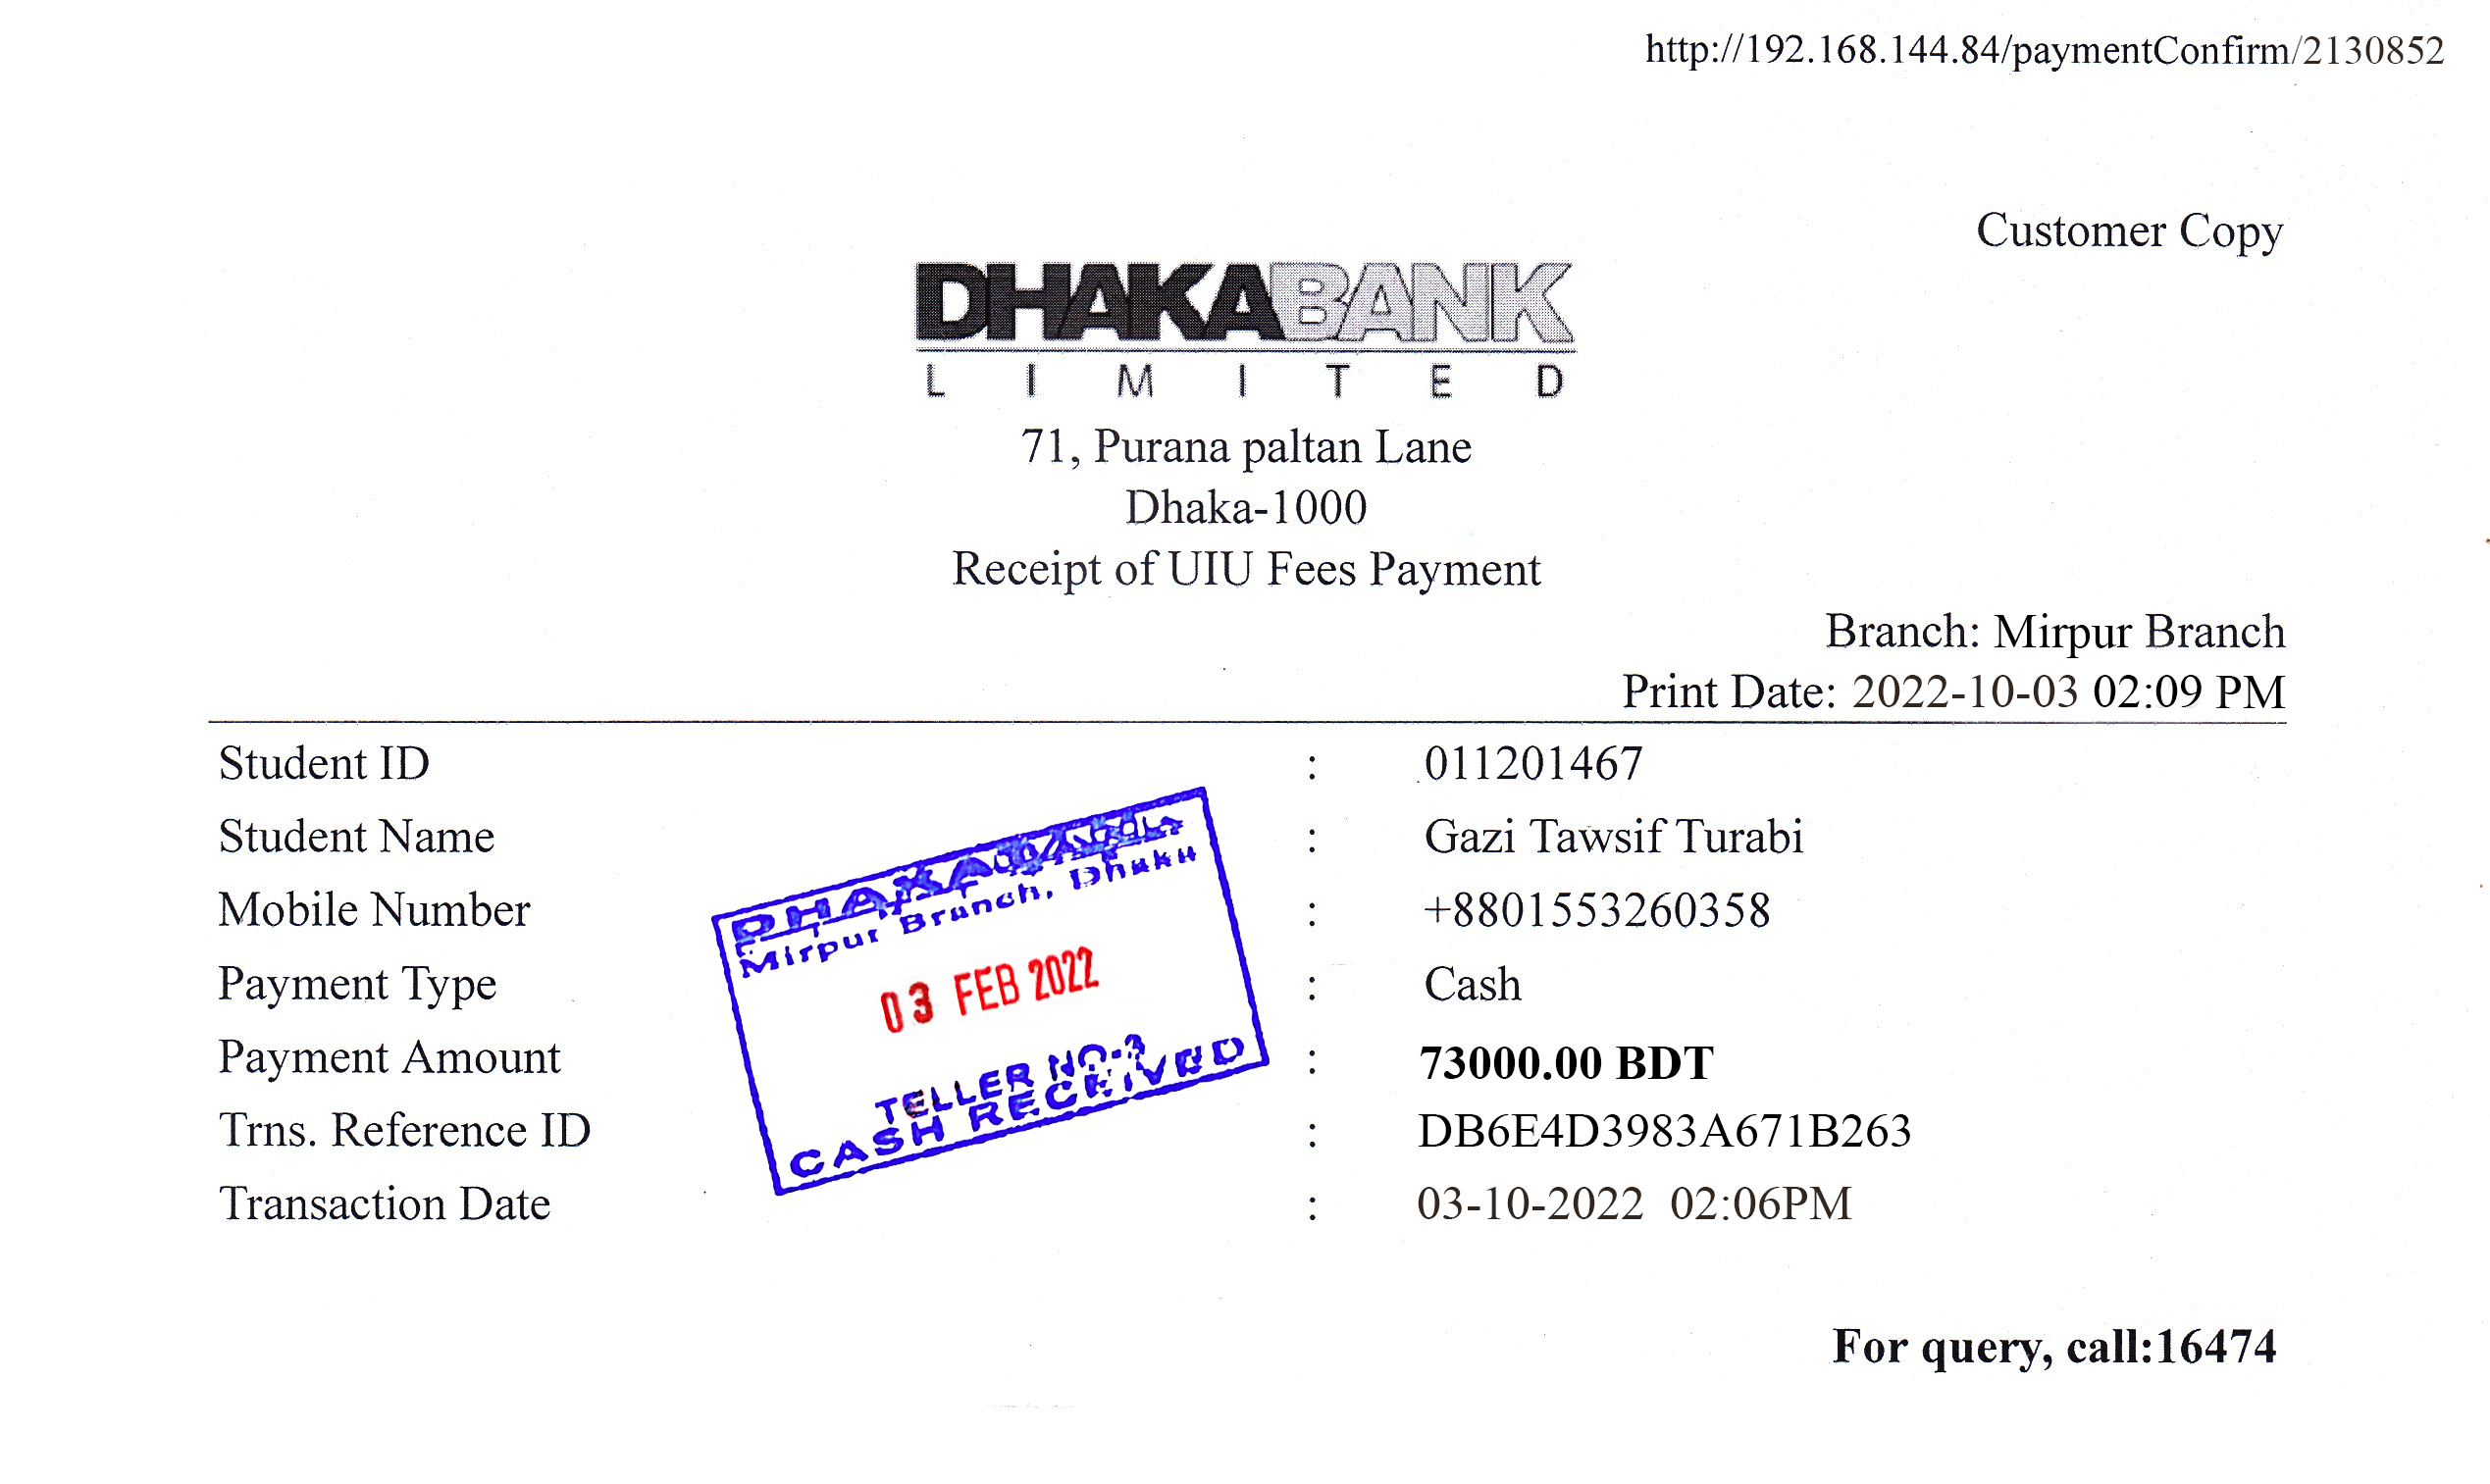 http://192.168.144.84/paymentConfirm/2130852
Customer Copy
DHAKABANK
LIMITED
71, Purana paltan Lane
Dhaka-1000
Receipt of UIU Fees Payment
Branch: Mirpur Branch
Print Date: 2022-10-03 02:09 PM
Student ID : 011201467
Student Name : Gazi Tawsif Turabi
Mobile Number : +8801553260358
Payment Type : Cash
Payment Amount : 73000.00 BDT
Trns. Reference ID : DB6E4D3983A671B263
Transaction Date : 03-10-2022 02:06PM
DHAKA
Mirpur Branch, Dhaka
03 FEB 2022
TELLER NO-3
CASH RECEIVED
For query, call:16474